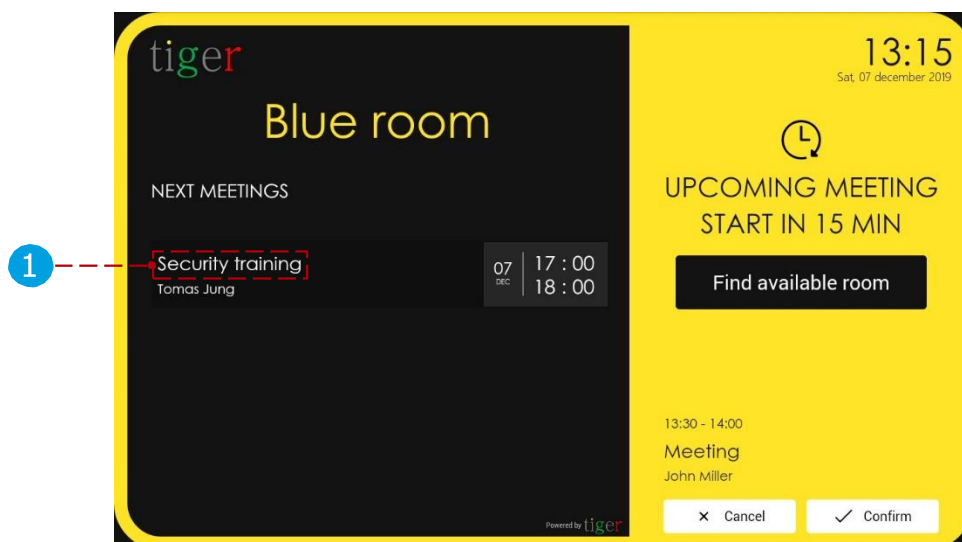 tiger
Blue room
NEXT MEETINGS
1
Security training
Tomas Jung
07
DEC
17 : 00
18 : 00
Powered by tiger
13:15
Sat, 07 december 2019
UPCOMING MEETING
START IN 15 MIN
Find available room
13:30 - 14:00
Meeting
John Miller
× Cancel
✓ Confirm